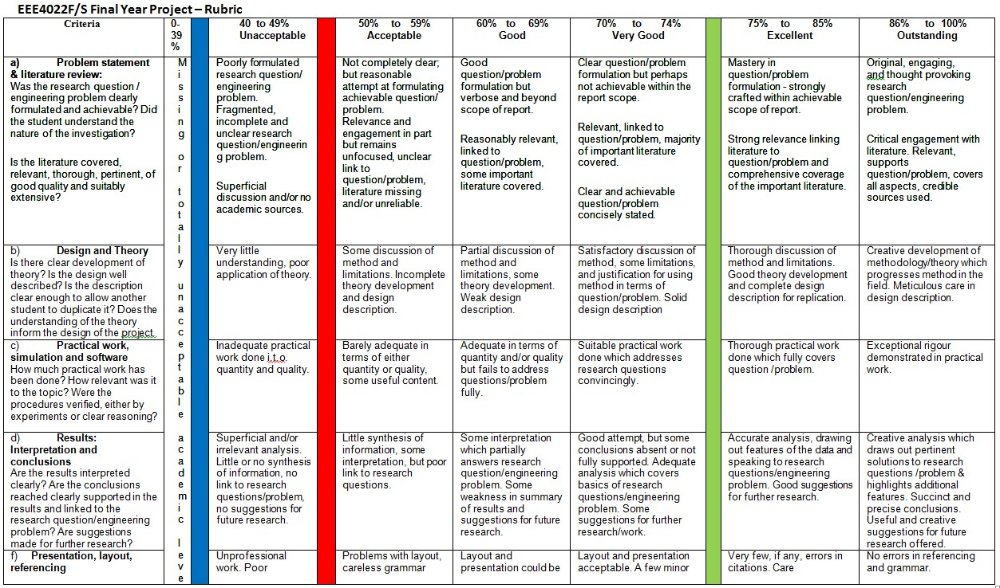 EEE4022F/S Final Year Project – Rubric
Criteria
0-
39
%
40 to 49%
Unacceptable
50% to 59%
Acceptable
60% to 69%
Good
70% to 74%
Very Good
75% to 85%
Excellent
86% to 100%
Outstanding
a) Problem statement
& literature review:
Was the research question /
engineering problem clearly
formulated and achievable? Did
the student understand the
nature of the investigation?
Is the literature covered,
relevant, thorough, pertinent, of
good quality and suitably
extensive?
M
i
s
s
i
n
g
o
r
t
o
t
a
l
l
y
u
n
a
c
c
e
p
t
a
b
l
e
a
c
a
d
e
m
i
c
l
e
v
e
Poorly formulated
research question/
engineering
problem.
Fragmented,
incomplete and
unclear research
question/engineerin
g problem.
Superficial
discussion and/or no
academic sources.
Not completely clear;
but reasonable
attempt at formulating
achievable question/
problem.
Relevance and
engagement in part
but remains
unfocused, unclear
link to
question/problem,
literature missing
and/or unreliable.
Good
question/problem
formulation but
verbose and beyond
scope of report.
Reasonably relevant,
linked to
question/problem,
some important
literature covered.
Clear question/problem
formulation but perhaps
not achievable within the
report scope.
Relevant, linked to
question/problem, majority
of important literature
covered.
Clear and achievable
question/problem
concisely stated.
Mastery in
question/problem
formulation - strongly
crafted within achievable
scope of report.
Strong relevance linking
literature to
question/problem and
comprehensive coverage
of the important literature.
Original, engaging,
and thought provoking
research
question/engineering
problem.
Critical engagement with
literature. Relevant,
supports
question/problem, covers
all aspects, credible
sources used.
b) Design and Theory
Is there clear development of
theory? Is the design well
described? Is the description
clear enough to allow another
student to duplicate it? Does the
understanding of the theory
inform the design of the project.
Very little
understanding, poor
application of theory.
Some discussion of
method and
limitations. Incomplete
theory development
and design
description.
Partial discussion of
method and
limitations, some
theory development.
Weak design
description.
Satisfactory discussion of
method, some limitations,
and justification for using
method in terms of
question/problem. Solid
design description
Thorough discussion of
method and limitations.
Good theory development
and complete design
description for replication.
Creative development of
methodology/theory which
progresses method in the
field. Meticulous care in
design description.
c) Practical work,
simulation and software
How much practical work has
been done? How relevant was it
to the topic? Were the
procedures verified, either by
experiments or clear reasoning?
Inadequate practical
work done i.t.o.
quantity and quality.
Barely adequate in
terms of either
quantity or quality,
some useful content.
Adequate in terms of
quantity and/or quality
but fails to address
questions/problem
fully.
Suitable practical work
done which addresses
research questions
convincingly.
Thorough practical work
done which fully covers
question /problem.
Exceptional rigour
demonstrated in practical
work.
d) Results:
Interpretation and
conclusions
Are the results interpreted
clearly? Are the conclusions
reached clearly supported in the
results and linked to the
research question/engineering
problem? Are suggestions
made for further research?
Superficial and/or
irrelevant analysis.
Little or no synthesis
of information, no
link to research
questions/problem,
no suggestions for
future research.
Little synthesis of
information, some
interpretation, but poor
link to research
questions.
Some interpretation
which partially
answers research
question/engineering
problem. Some
weakness in summary
of results and
suggestions for future
research.
Good attempt, but some
conclusions absent or not
fully supported. Adequate
analysis which covers
basics of research
questions/engineering
problem. Some
suggestions for further
research/work.
Accurate analysis, drawing
out features of the data and
speaking to research
questions/engineering
problem. Good suggestions
for further research.
Creative analysis which
draws out pertinent
solutions to research
questions /problem &
highlights additional
features. Succinct and
precise conclusions.
Useful and creative
suggestions for future
research offered.
f) Presentation, layout,
referencing
Unprofessional
work. Poor
Problems with layout,
careless grammar
Layout and
presentation could be
Layout and presentation
acceptable. A few minor
Very few, if any, errors in
citations. Care
No errors in referencing
and grammar.